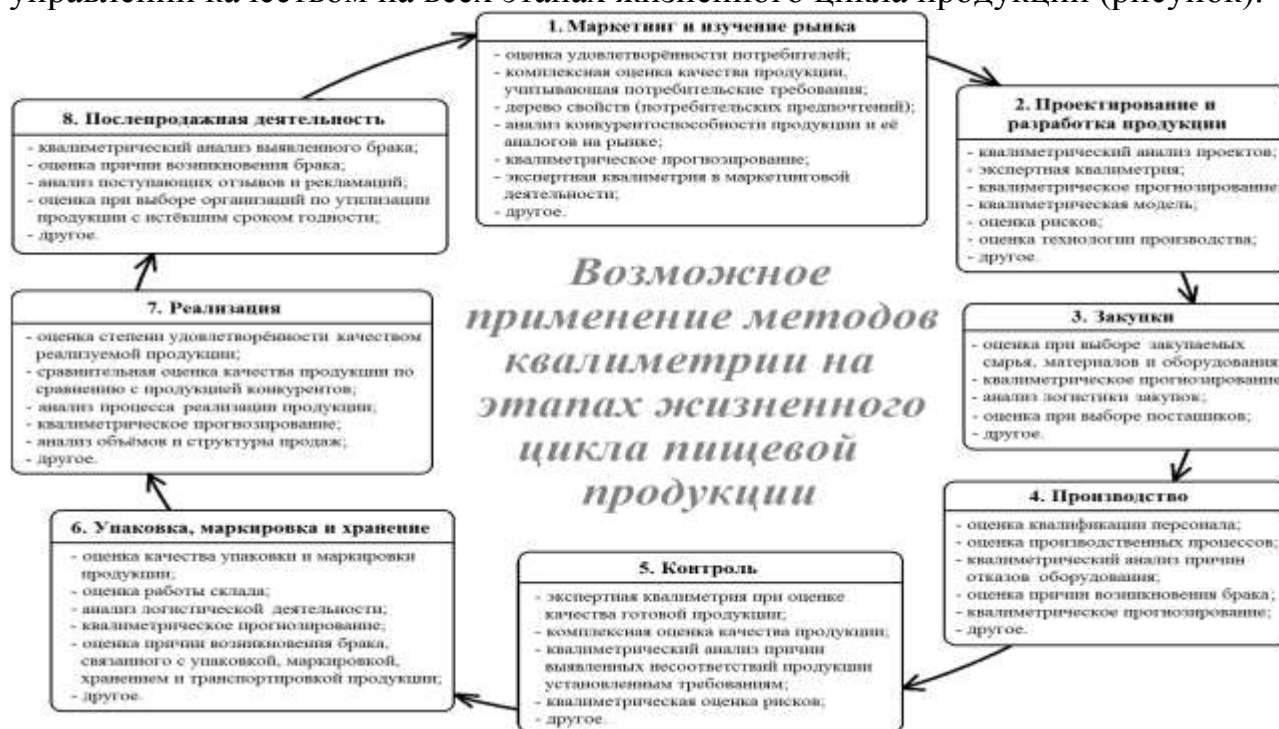 управлении качеством на всех этапах жизненного цикла продукции (рисунок).
1. Маркетинг и изучение рынка
- оценка удовлетворённости потребителей;
- комплексная оценка качества продукции,
учитывающая потребительские требования;
- дерево свойств (потребительских предпочтений);
- анализ конкурентоспособности продукции и её
аналогов на рынке;
- квалиметрическое прогнозирование;
- экспертная квалиметрия в маркетинговой
деятельности;
- другое.
2. Проектирование и
разработка продукции
- квалиметрический анализ проектов;
- экспертная квалиметрия;
- квалиметрическое прогнозирование
- квалиметрическая модель;
- оценка рисков;
- оценка технологии производства;
- другое.
3. Закупки
- оценка при выборе закупаемых
сырья, материалов и оборудования
- квалиметрическое прогнозирование
- анализ логистики закупок;
- оценка при выборе посташиков;
- другое.
4. Производство
- оценка квалификации персонала;
- оценка производственных процессов;
- квалиметрический анализ причин
отказов оборудования;
- оценка причин возникновения брака;
- квалиметрическое прогнозирование;
- другое.
5. Контроль
- экспертная квалиметрия при оценке
качества готовой продукции;
- комплексная оценка качества продукции;
- квалиметрический анализ причин
выявленных несоответствий продукции
установленным требованиям;
- квалиметрическая оценка рисков;
- другое.
6. Упаковка, маркировка и хранение
- оценка качества упаковки и маркировки
продукции;
- оценка работы склада;
- анализ логистической деятельности;
- квалиметрическое прогнозирование;
- оценка причин возникновения брака,
связанного с упаковкой, маркировкой,
хранением и транспортировкой продукции;
- другое.
7. Реализация
- оценка степени удовлетворённости качеством
реализуемой продукции;
- сравнительная оценка качества продукции по
сравнению с продукцией конкурентов;
- анализ процесса реализации продукции;
- квалиметрическое прогнозирование;
- анализ объёмов и структуры продаж;
- другое.
8. Послепродажная деятельность
- квалиметрический анализ выявленного брака;
- оценка причин возникновения брака;
- анализ поступающих отзывов и рекламаций;
- оценка при выборе организаций по утилизации
продукции с истёкшим сроком годности;
- другое.
Возможное
применение методов
квалиметрии на
этапах жизненного
цикла пищевой
продукции